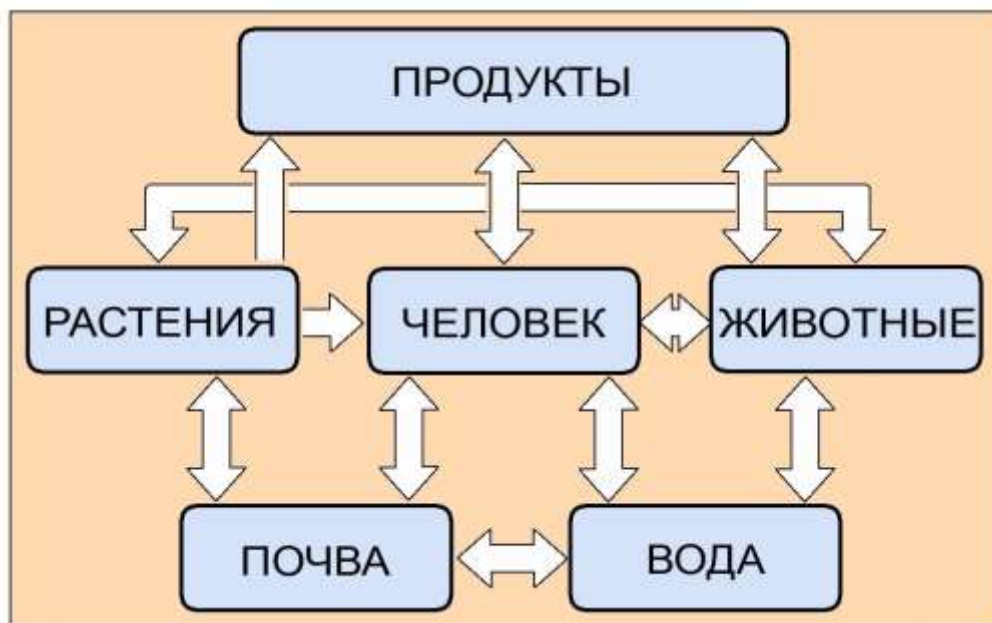 ПРОДУКТЫ
РАСТЕНИЯ
ЧЕЛОВЕК
ЖИВОТНЫЕ
ПОЧВА
ВОДА